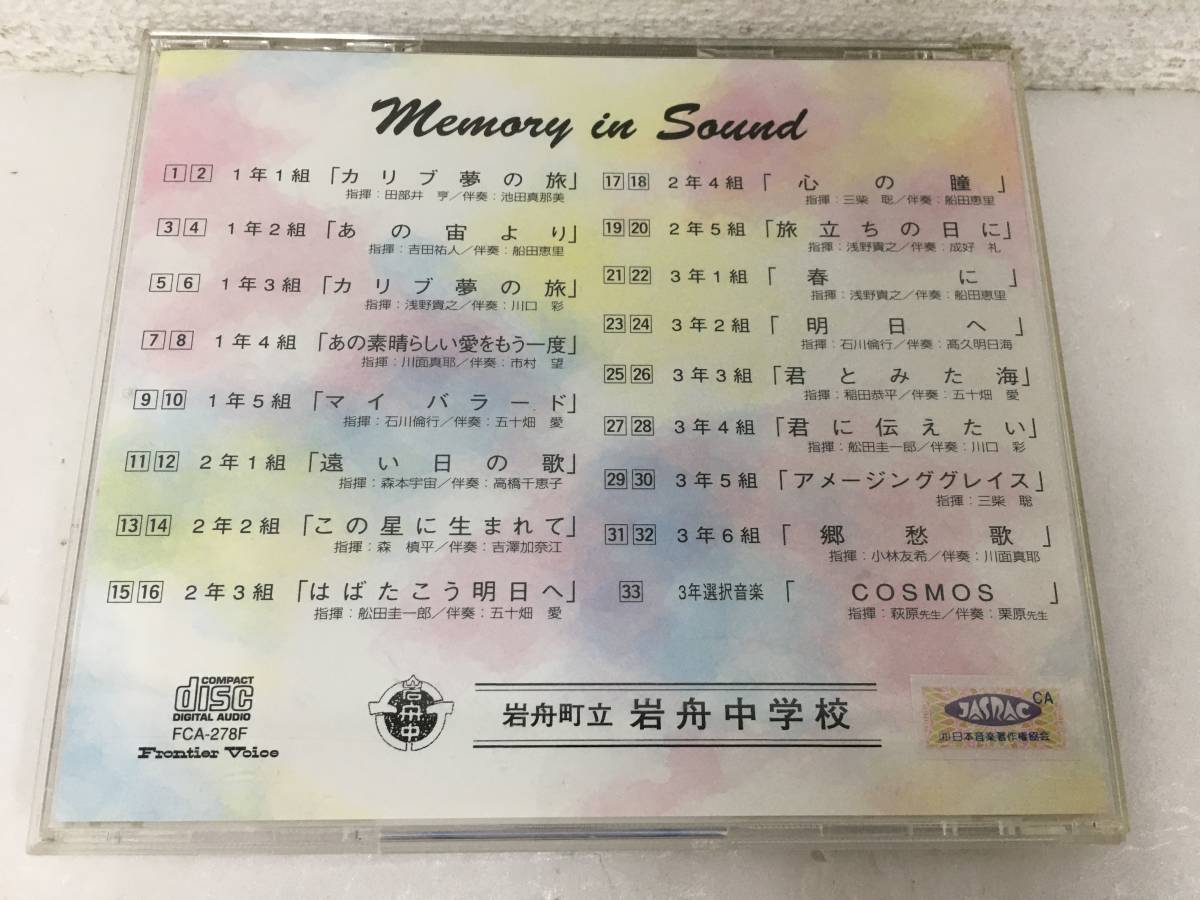 Memory in Sound
1 2 1年1組「カリブ夢の旅」
指揮:田部井 亨/伴奏:池田真那美
3 4 1年2組「あの宙より」
指揮:吉田祐人/伴奏:船田恵里
5 6 1年3組「カリブ夢の旅」
指揮:浅野貴之/伴奏:川口 彩
7 8 1年4組「あの素晴らしい愛をもう一度」
指揮:川面真耶/伴奏:市村 望
9 10 1年5組「マイ バラード」
指揮:石川倫行/伴奏:五十畑 愛
11 12 2年1組「遠い日の歌」
指揮:森本宇宙/伴奏:高橋千恵子
13 14 2年2組「この星に生まれて」
指揮:森 槙平/伴奏:吉澤加奈江
15 16 2年3組「はばたこう明日へ」
指揮:舩田圭一郎/伴奏:五十畑 愛
17 18 2年4組「心の瞳」
指揮:三柴 聡/伴奏:船田恵里
19 20 2年5組「旅立ちの日に」
指揮:浅野貴之/伴奏:成好 礼
21 22 3年1組「春に」
指揮:浅野貴之/伴奏:船田恵里
23 24 3年2組「明日へ」
指揮:石川倫行/伴奏:髙久明日海
25 26 3年3組「君とみた海」
指揮:稲田恭平/伴奏:五十畑 愛
27 28 3年4組「君に伝えたい」
指揮:舩田圭一郎/伴奏:川口 彩
29 30 3年5組「アメージンググレイス」
指揮:三柴 聡
31 32 3年6組「郷愁歌」
指揮:小林友希/伴奏:川面真耶
33 3年選択音楽「COSMOS」
指揮:萩原先生/伴奏:栗原先生
COMPACT
disc
DIGITAL AUDIO
FCA-278F
Frontier Voice
岩舟中
岩舟町立 岩舟中学校
JASRAC
CA
(社)日本音楽著作権協会